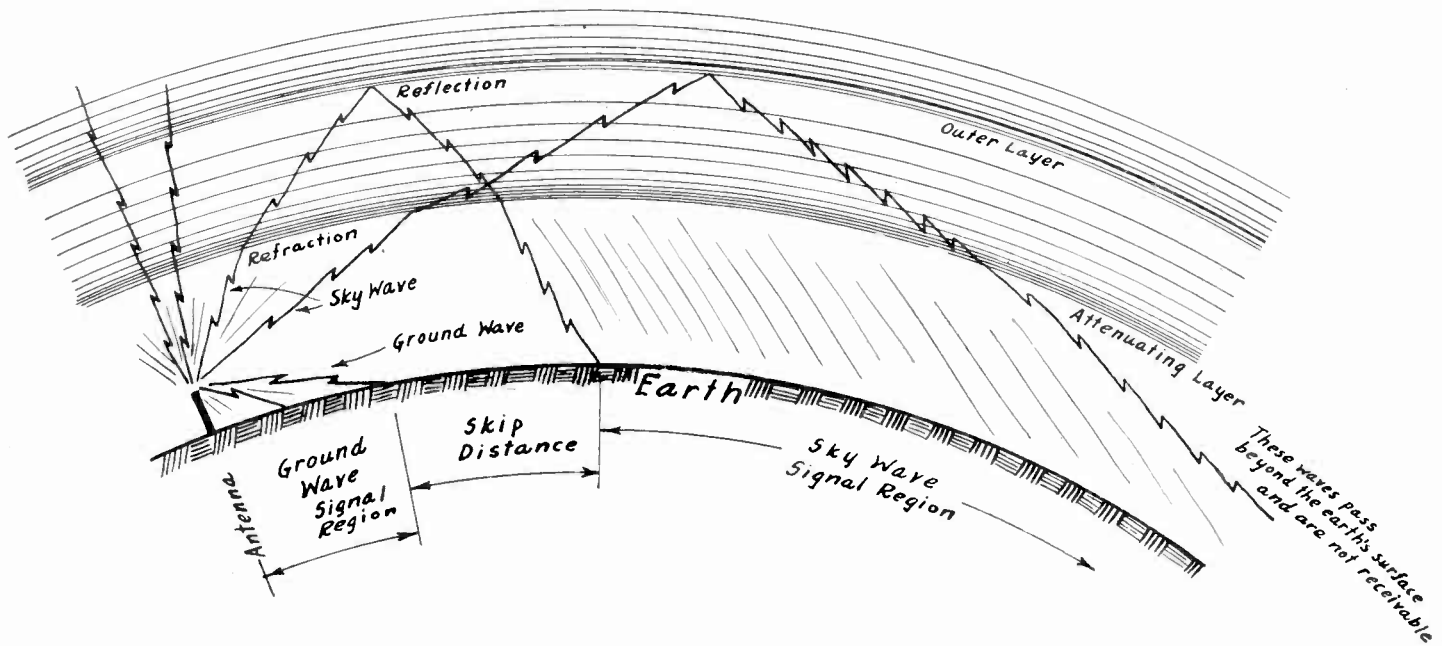 Reflection
Outer Layer
Refraction
Sky Wave
Ground Wave
Attenuating Layer
Earth
Skip
Distance
Ground
Wave
Signal
Region
Antenna
Sky Wave
Signal Region
These waves pass
beyond the earth's surface
and are not receivable